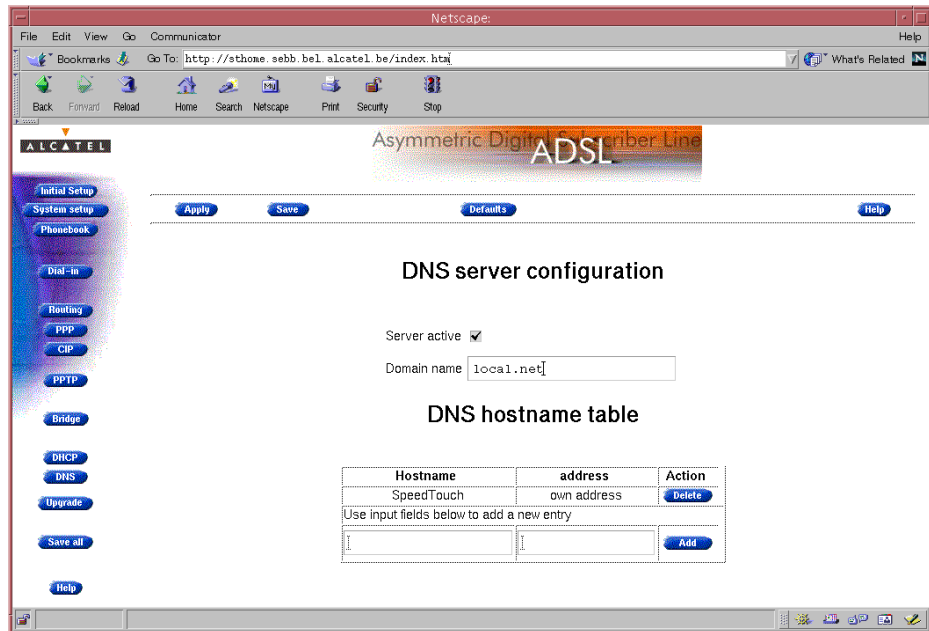 Netscape:
File Edit View Go Communicator Help
Bookmarks Go To: http://sthome.sebb.bel.alcatel.be/index.htm What's Related N
Back Forward Reload Home Search Netscape Print Security Stop
ALCATEL
Asymmetric Digital Subscriber Line
ADSL
Initial Setup
System setup
Phonebook
Dial-in
Routing
PPP
CIP
PPTP
Bridge
DHCP
DNS
Upgrade
Save all
Help
Apply Save Defaults Help
DNS server configuration
Server active
Domain name local.net
DNS hostname table
Hostname address Action
SpeedTouch own address Delete
Use input fields below to add a new entry
Add